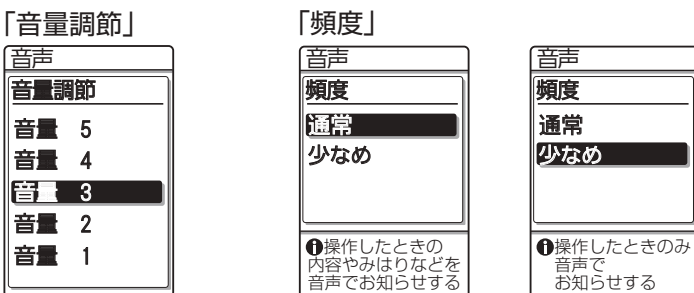 「音量調節」
音声
音量調節
音量 5
音量 4
音量 3
音量 2
音量 1
「頻度」
音声
頻度
通常
少なめ
❶操作したときの
内容やみはりなどを
音声でお知らせする
音声
頻度
通常
少なめ
❶操作したときのみ
音声で
お知らせする